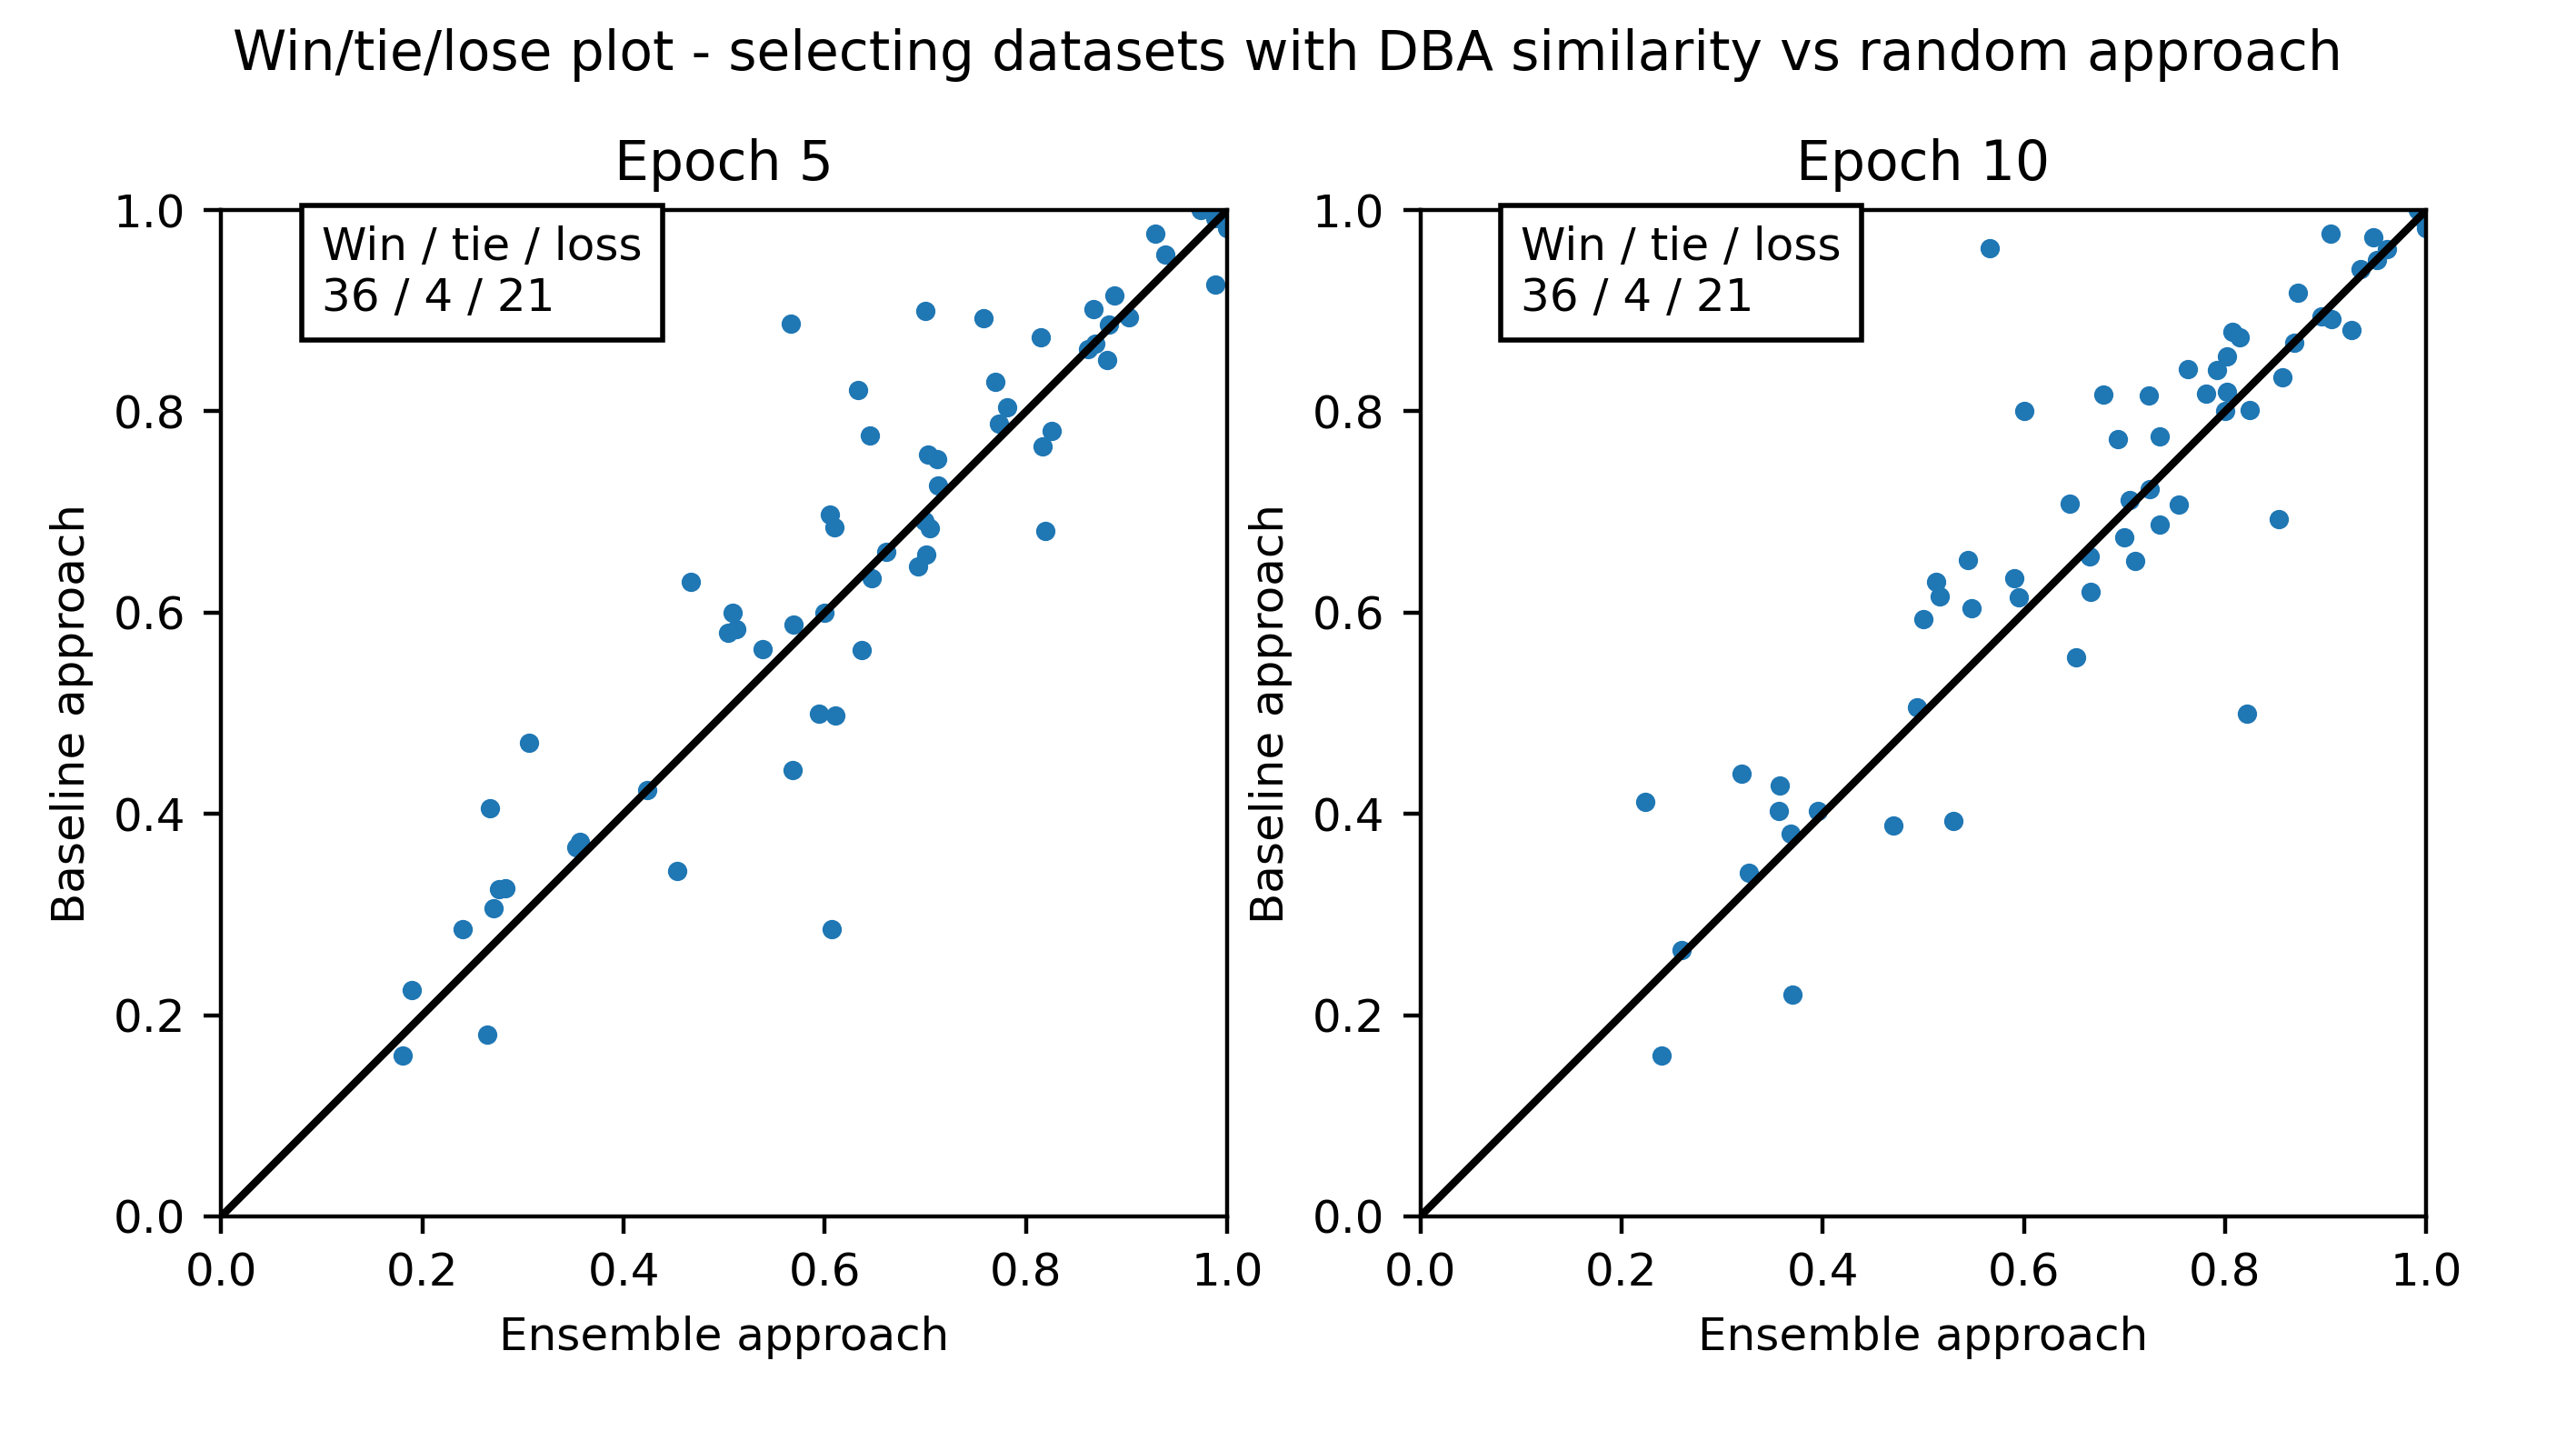 Win/tie/lose plot - selecting datasets with DBA similarity vs random approach
Epoch 5
Win / tie / loss
36 / 4 / 21
1.0
0.8
0.6
0.4
0.2
0.0
Baseline approach
0.0 0.2 0.4 0.6 0.8 1.0
Ensemble approach
Epoch 10
Win / tie / loss
36 / 4 / 21
1.0
0.8
0.6
0.4
0.2
0.0
Baseline approach
0.0 0.2 0.4 0.6 0.8 1.0
Ensemble approach